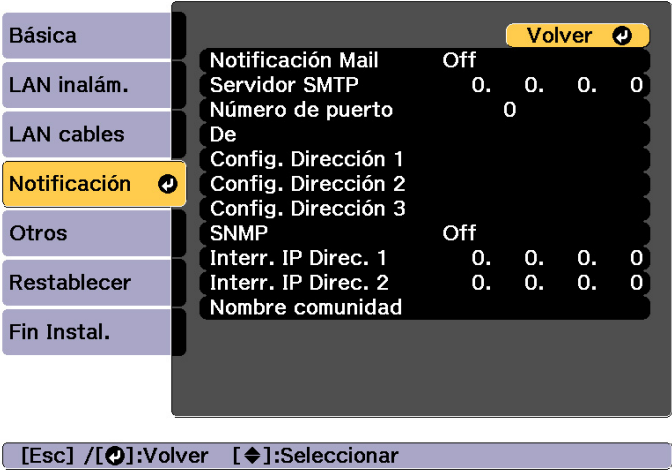 Básica
LAN inalám.
LAN cables
Notificación
Otros
Restablecer
Fin Instal.
Volver
Notificación Mail Off
Servidor SMTP 0. 0. 0. 0
Número de puerto 0
De
Config. Dirección 1
Config. Dirección 2
Config. Dirección 3
SNMP Off
Interr. IP Direc. 1 0. 0. 0. 0
Interr. IP Direc. 2 0. 0. 0. 0
Nombre comunidad
[Esc] /[⏎]:Volver [◆]:Seleccionar